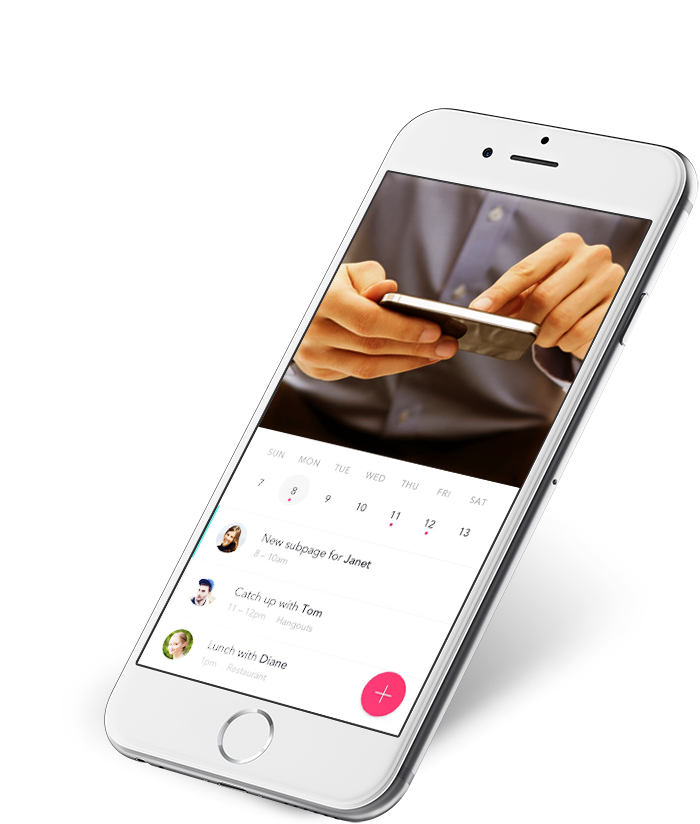 SUN MON TUE WED THU FRI SAT
7 8 9 10 11 12 13
New subpage for Janet
8 – 10am
Catch up with Tom
11 – 12pm Hangouts
Lunch with Diane
1pm Restaurant